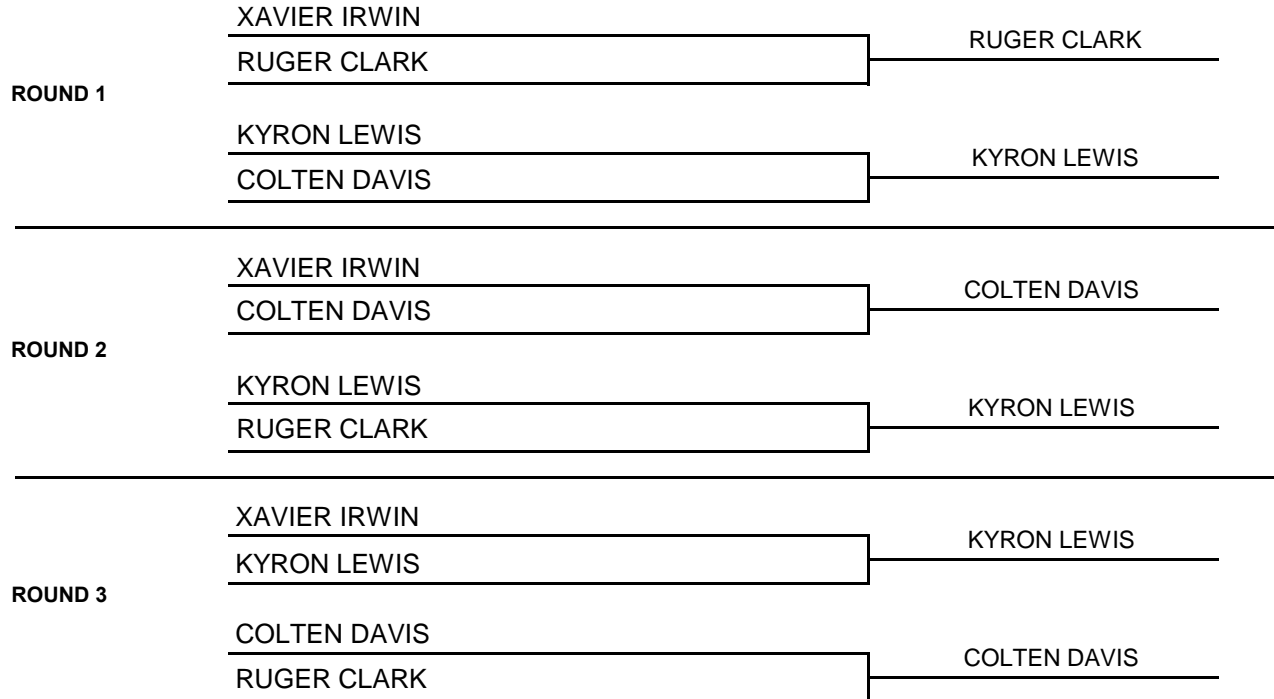 XAVIER IRWIN
RUGER CLARK
RUGER CLARK
ROUND 1
KYRON LEWIS
COLTEN DAVIS
KYRON LEWIS
XAVIER IRWIN
COLTEN DAVIS
COLTEN DAVIS
ROUND 2
KYRON LEWIS
RUGER CLARK
KYRON LEWIS
XAVIER IRWIN
KYRON LEWIS
KYRON LEWIS
ROUND 3
COLTEN DAVIS
RUGER CLARK
COLTEN DAVIS